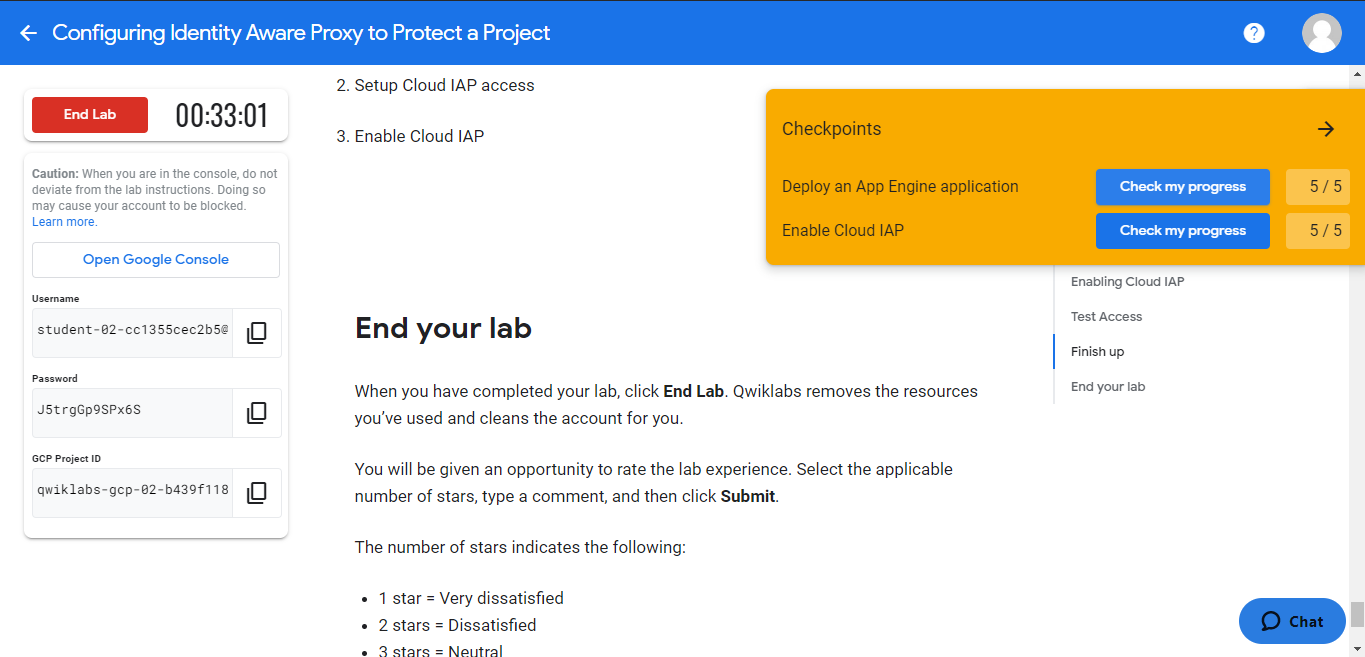 Configuring Identity Aware Proxy to Protect a Project
?
End Lab
00:33:01
Caution: When you are in the console, do not
deviate from the lab instructions. Doing so
may cause your account to be blocked.
Learn more.
Open Google Console
Username
student-02-cc1355cec2b5@
Password
J5trgGp9SPx6S
GCP Project ID
qwiklabs-gcp-02-b439f118
2. Setup Cloud IAP access
3. Enable Cloud IAP
End your lab
When you have completed your lab, click End Lab. Qwiklabs removes the resources
you’ve used and cleans the account for you.
You will be given an opportunity to rate the lab experience. Select the applicable
number of stars, type a comment, and then click Submit.
The number of stars indicates the following:
• 1 star = Very dissatisfied
• 2 stars = Dissatisfied
• 3 stars = Neutral
Checkpoints
Deploy an App Engine application
Check my progress
5 / 5
Enable Cloud IAP
Check my progress
5 / 5
Enabling Cloud IAP
Test Access
Finish up
End your lab
Chat